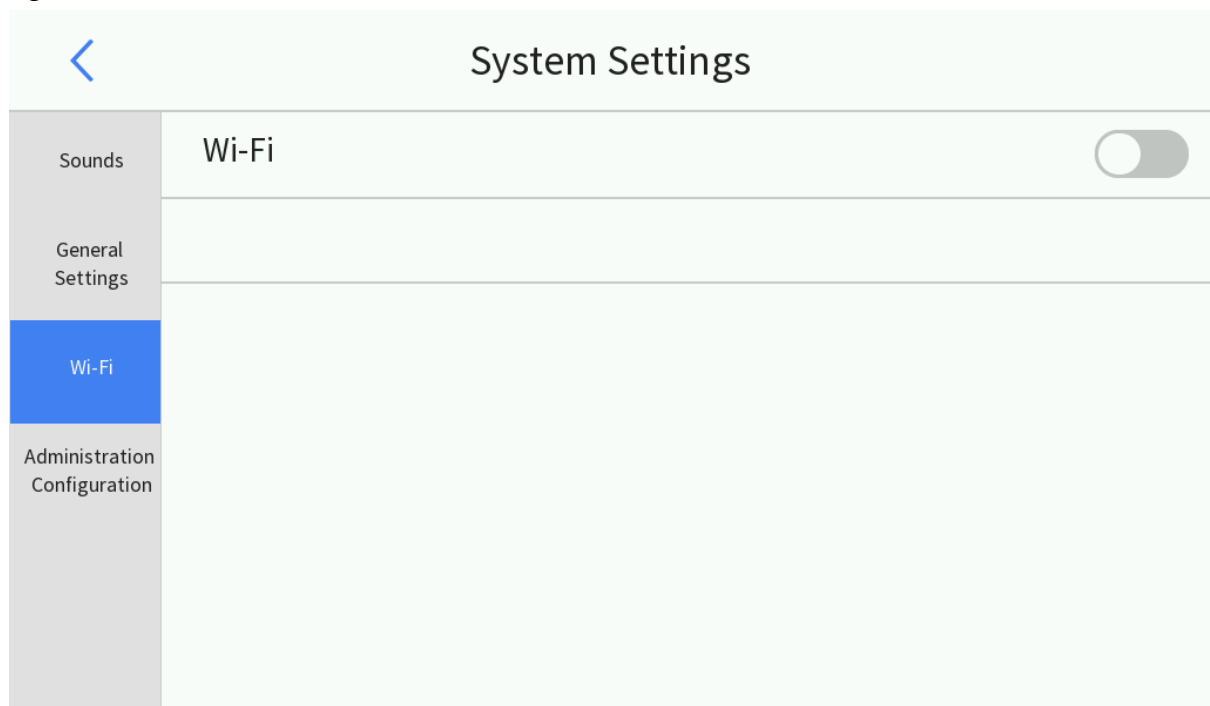 System Settings
Sounds
Wi-Fi
General
Settings
Wi-Fi
Administration
Configuration